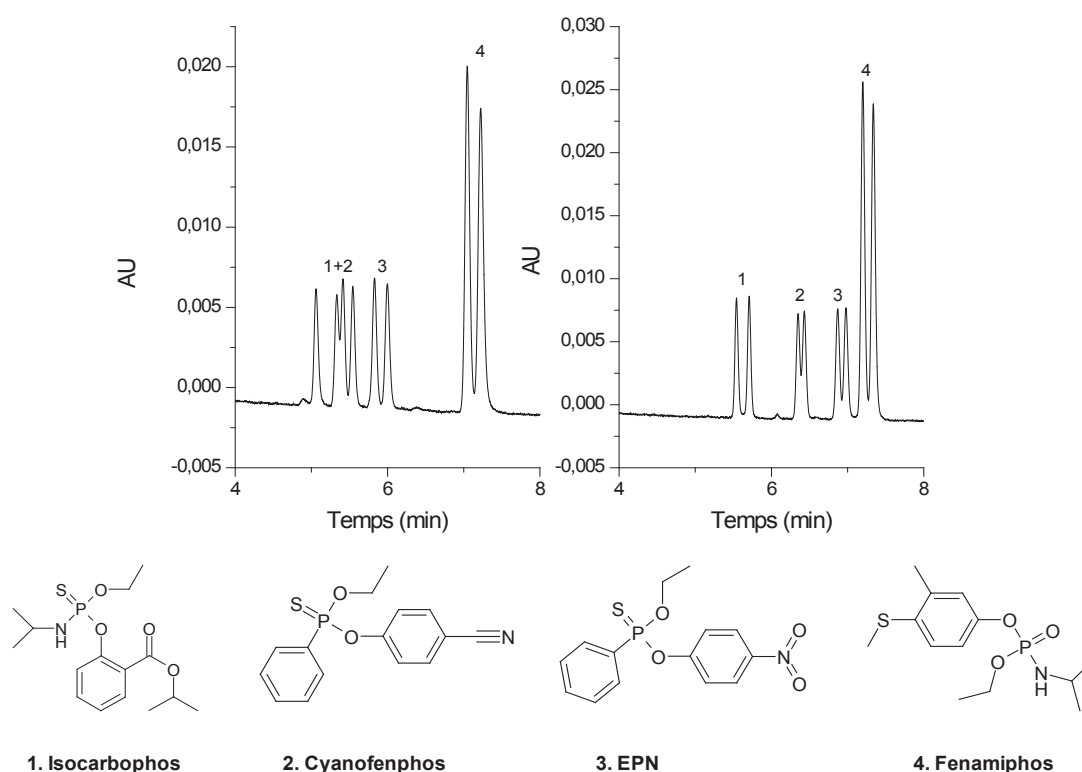 0,020
0,015
0,010
0,005
0,000
-0,005
AU
4
6
8
Temps (min)
1+2
3
4
0,030
0,025
0,020
0,015
0,010
0,005
0,000
-0,005
AU
4
6
8
Temps (min)
1
2
3
4
S
P
O
N
H
O
O
O
S
P
O
O
N
S
P
O
O
N
O
O
S
O
P
O
O
N
H
1. Isocarbophos
2. Cyanofenphos
3. EPN
4. Fenamiphos